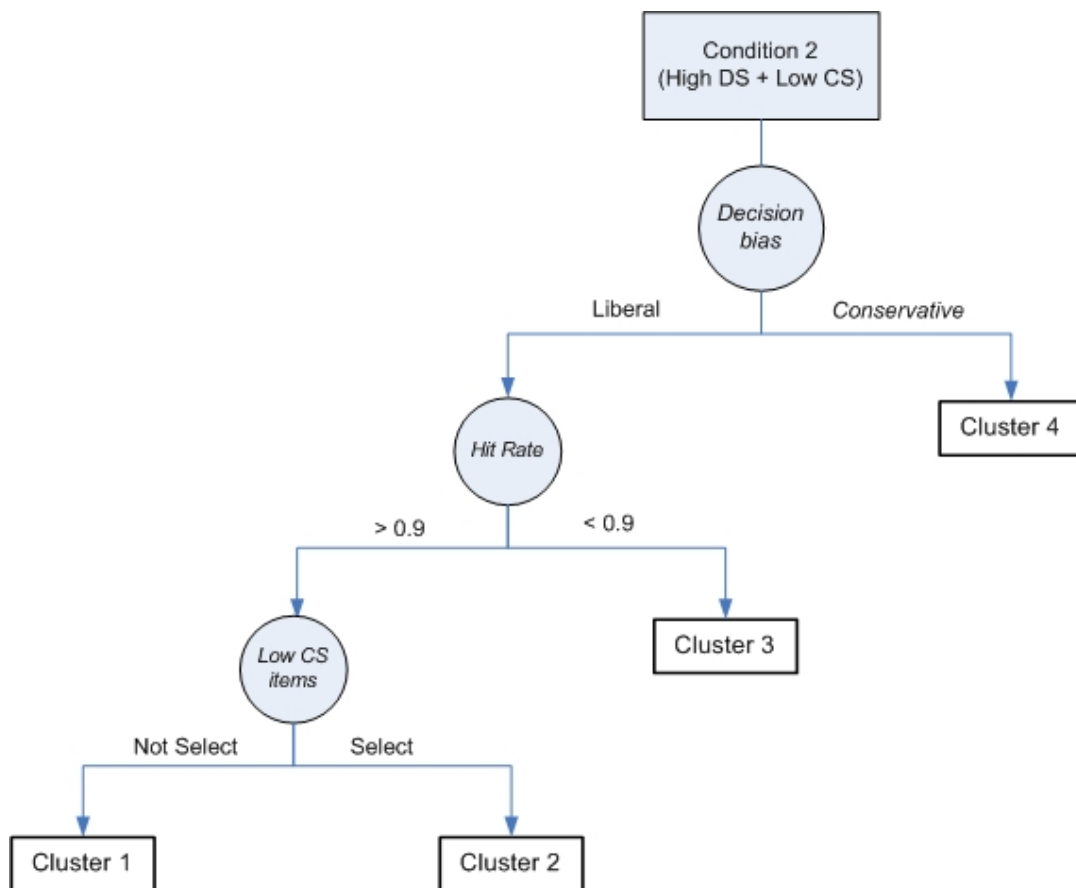 Condition 2
(High DS + Low CS)
Decision
bias
Liberal
Conservative
Hit Rate
Cluster 4
> 0.9
< 0.9
Low CS
items
Cluster 3
Not Select
Select
Cluster 1
Cluster 2